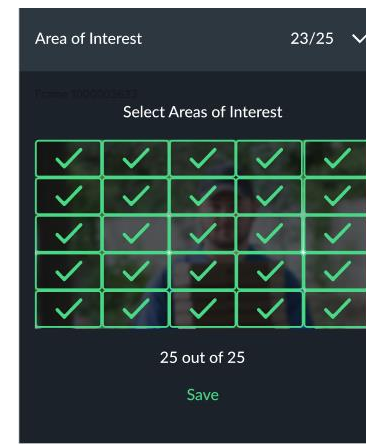 Area of Interest 23/25
Select Areas of Interest
25 out of 25
Save